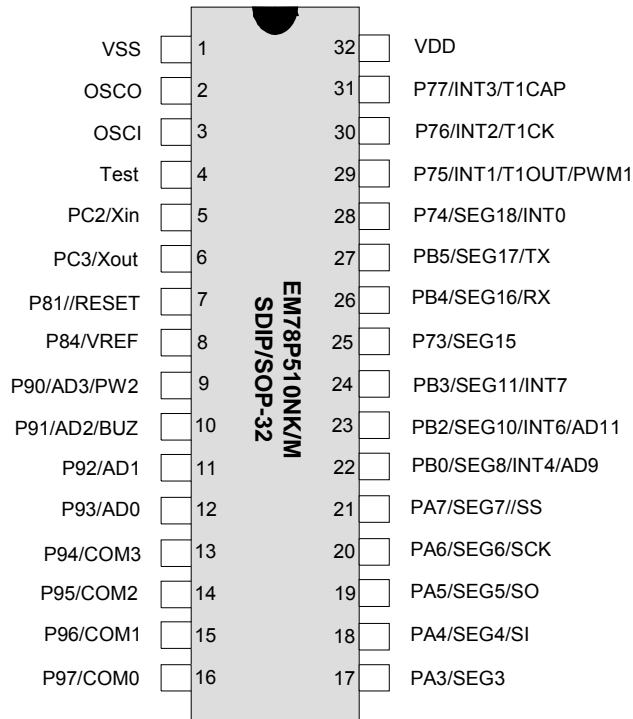 VSS 1 32 VDD
OSCO 2 31 P77/INT3/T1CAP
OSCI 3 30 P76/INT2/T1CK
Test 4 29 P75/INT1/T1OUT/PWM1
PC2/Xin 5 28 P74/SEG18/INT0
PC3/Xout 6 27 PB5/SEG17/TX
P81//RESET 7 26 PB4/SEG16/RX
P84/VREF 8 25 P73/SEG15
P90/AD3/PW2 9 24 PB3/SEG11/INT7
P91/AD2/BUZ 10 23 PB2/SEG10/INT6/AD11
P92/AD1 11 22 PB0/SEG8/INT4/AD9
P93/AD0 12 21 PA7/SEG7//SS
P94/COM3 13 20 PA6/SEG6/SCK
P95/COM2 14 19 PA5/SEG5/SO
P96/COM1 15 18 PA4/SEG4/SI
P97/COM0 16 17 PA3/SEG3
EM78P510NK/M
SDIP/SOP-32